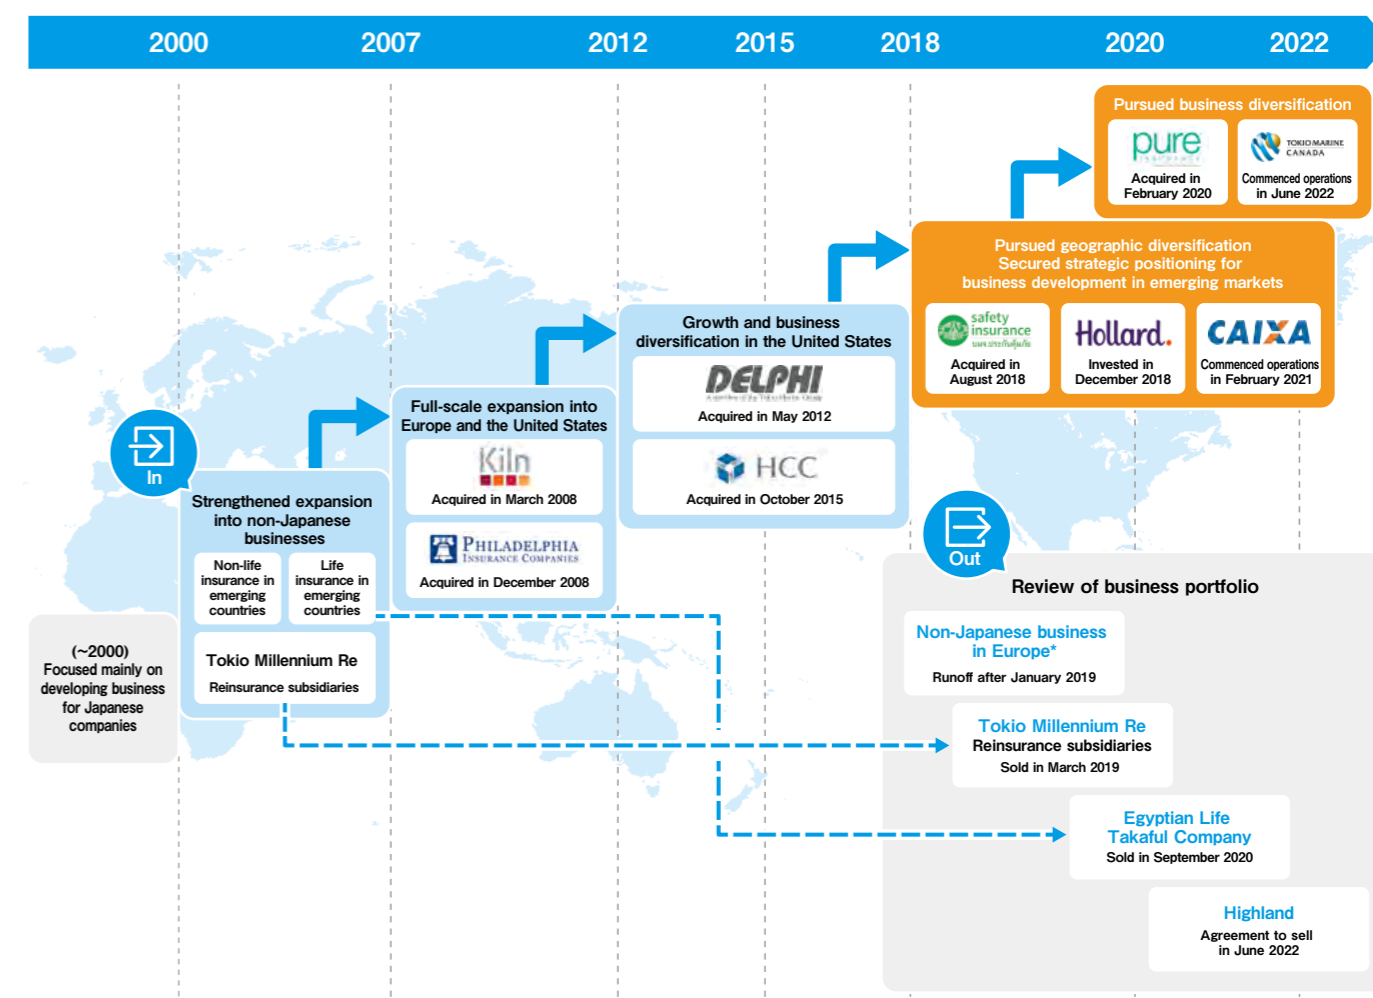 2000 2007 2012 2015 2018 2020 2022
Pursued business diversification
pure
Acquired in
February 2020
TOKIO MARINE
CANADA
Commenced operations
in June 2022
Pursued geographic diversification
Secured strategic positioning for
business development in emerging markets
safety
insurance
Acquired in
August 2018
Hollard.
Invested in
December 2018
CAIXA
Commenced operations
in February 2021
Growth and business
diversification in the United States
DELPHI
Acquired in May 2012
HCC
Acquired in October 2015
Full-scale expansion into
Europe and the United States
Kiln
Acquired in March 2008
PHILADELPHIA
INSURANCE COMPANIES
Acquired in December 2008
In
Strengthened expansion
into non-Japanese
businesses
Non-life
insurance in
emerging
countries
Life
insurance in
emerging
countries
Tokio Millennium Re
Reinsurance subsidiaries
(~2000)
Focused mainly on
developing business
for Japanese
companies
Out
Review of business portfolio
Non-Japanese business
in Europe*
Runoff after January 2019
Tokio Millennium Re
Reinsurance subsidiaries
Sold in March 2019
Egyptian Life
Takaful Company
Sold in September 2020
Highland
Agreement to sell
in June 2022